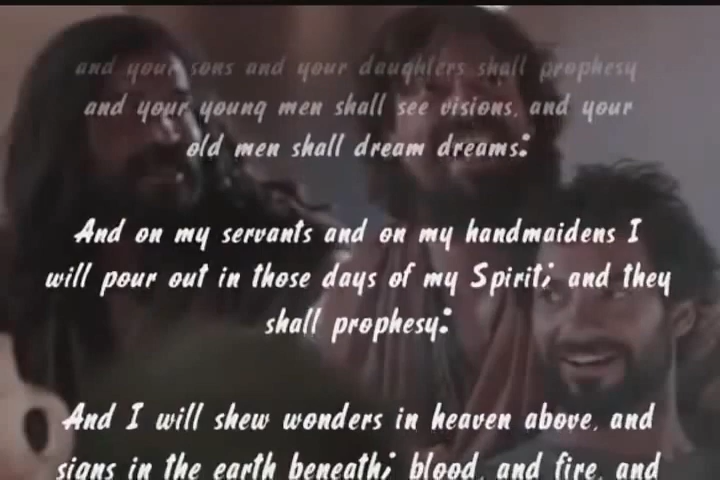 and your sons and your daughters shall prophesy
and your young men shall see visions, and your
old men shall dream dreams:
And on my servants and on my handmaidens I
will pour out in those days of my Spirit; and they
shall prophesy:
And I will shew wonders in heaven above, and
signs in the earth beneath; blood, and fire, and